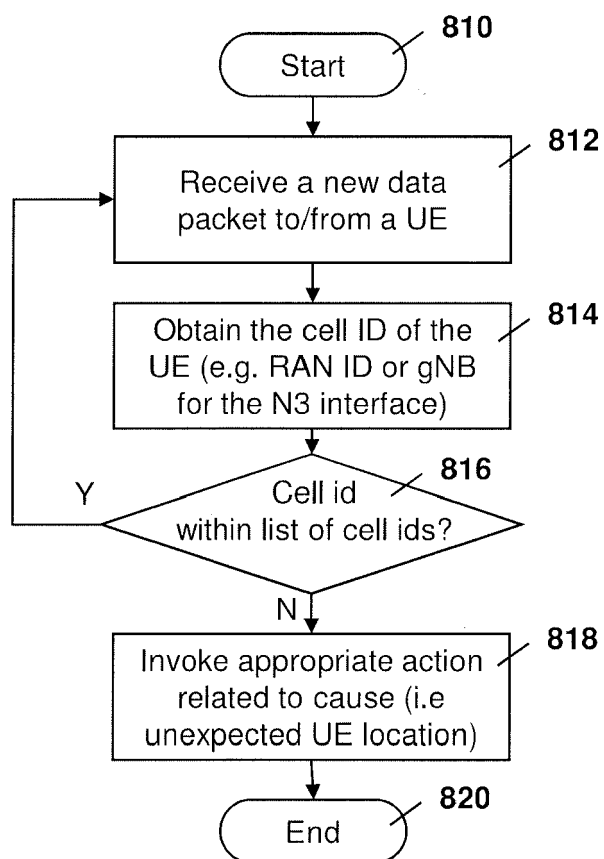 810
Start
812
Receive a new data
packet to/from a UE
814
Obtain the cell ID of the
UE (e.g. RAN ID or gNB
for the N3 interface)
816
Y
Cell id
within list of cell ids?
N
818
Invoke appropriate action
related to cause (i.e
unexpected UE location)
820
End